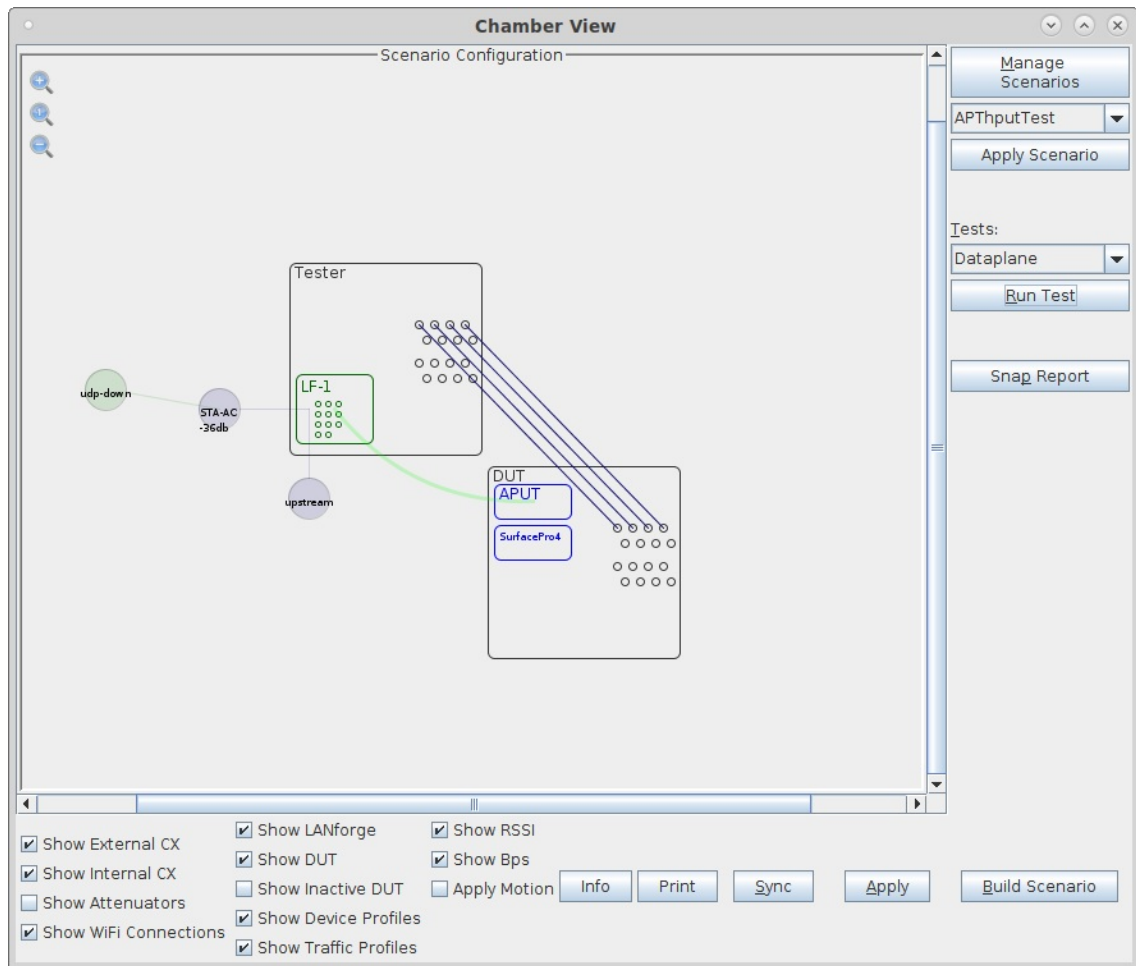 Chamber View
Scenario Configuration
Manage
Scenarios
APThputTest
Apply Scenario
Tests:
Dataplane
Run Test
Snap Report
Tester
LF-1
udp-down
STA-AC
-36db
upstream
DUT
APUT
SurfacePro4
Show External CX
Show Internal CX
Show Attenuators
Show WiFi Connections
Show LANforge
Show DUT
Show Inactive DUT
Show Device Profiles
Show Traffic Profiles
Show RSSI
Show Bps
Apply Motion
Info
Print
Sync
Apply
Build Scenario